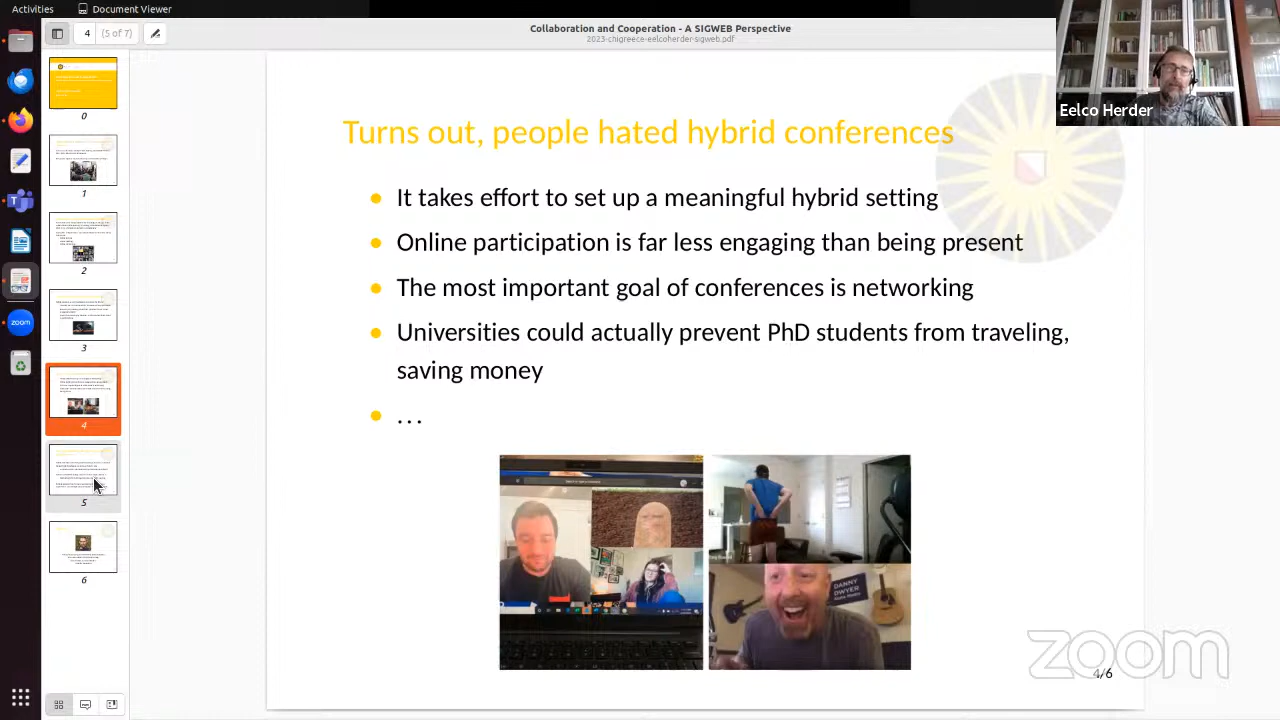 Activities
Document Viewer
4
(5 of 7)
Collaboration and Cooperation - A SIGWEB Perspective
2023-chigreece-eelcoherder-sigweb.pdf
Eelco Herder
Turns out, people hated hybrid conferences
• It takes effort to set up a meaningful hybrid setting
• Online participation is far less engaging than being present
• The most important goal of conferences is networking
• Universities could actually prevent PhD students from traveling,
saving money
• ...
DANNY
DWYER
zoom
4/6
zoom
0
1
2
3
4
5
6